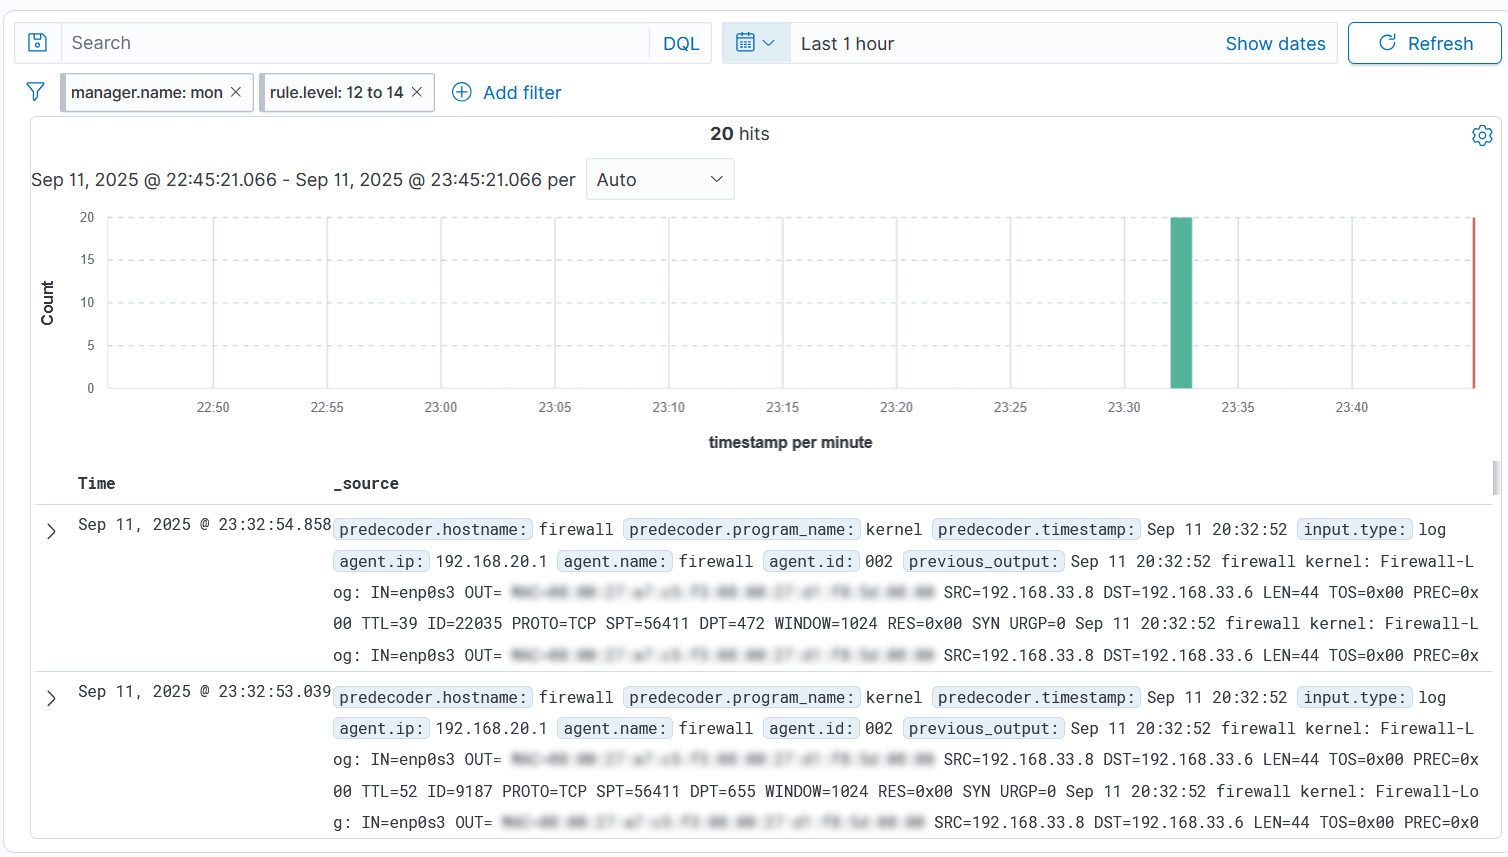 Search DQL Last 1 hour Show dates Refresh
manager.name: mon × rule.level: 12 to 14 × Add filter
20 hits
Sep 11, 2025 @ 22:45:21.066 - Sep 11, 2025 @ 23:45:21.066 per Auto
20
15
10
5
0
Count
22:50 22:55 23:00 23:05 23:10 23:15 23:20 23:25 23:30 23:35 23:40
timestamp per minute
Time _source
Sep 11, 2025 @ 23:32:54.858 predecoder.hostname: firewall predecoder.program_name: kernel predecoder.timestamp: Sep 11 20:32:52 input.type: log
agent.ip: 192.168.20.1 agent.name: firewall agent.id: 002 previous_output: Sep 11 20:32:52 firewall kernel: Firewall-L
og: IN=enp0s3 OUT= SRC=192.168.33.8 DST=192.168.33.6 LEN=44 TOS=0x00 PREC=0x
00 TTL=39 ID=22035 PROTO=TCP SPT=56411 DPT=472 WINDOW=1024 RES=0x00 SYN URGP=0 Sep 11 20:32:52 firewall kernel: Firewall-L
og: IN=enp0s3 OUT= SRC=192.168.33.8 DST=192.168.33.6 LEN=44 TOS=0x00 PREC=0x
Sep 11, 2025 @ 23:32:53.039 predecoder.hostname: firewall predecoder.program_name: kernel predecoder.timestamp: Sep 11 20:32:52 input.type: log
agent.ip: 192.168.20.1 agent.name: firewall agent.id: 002 previous_output: Sep 11 20:32:52 firewall kernel: Firewall-L
og: IN=enp0s3 OUT= SRC=192.168.33.8 DST=192.168.33.6 LEN=44 TOS=0x00 PREC=0x
00 TTL=52 ID=9187 PROTO=TCP SPT=56411 DPT=655 WINDOW=1024 RES=0x00 SYN URGP=0 Sep 11 20:32:52 firewall kernel: Firewall-Lo
g: IN=enp0s3 OUT= SRC=192.168.33.8 DST=192.168.33.6 LEN=44 TOS=0x00 PREC=0x0